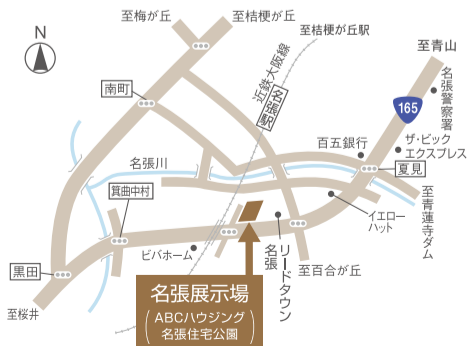 至梅が丘
至桔梗が丘
N
至桔梗が丘駅
至青山
近鉄大阪線
名張駅
名張警察署
165
南町
百五銀行
ザ・ビック
エクスプレス
名張川
夏見
箕曲中村
至青蓮寺ダム
イエロー
ハット
ビバホーム
リードタウン
名張
黒田
至百合が丘
名張展示場
ABCハウジング
名張住宅公園
至桜井